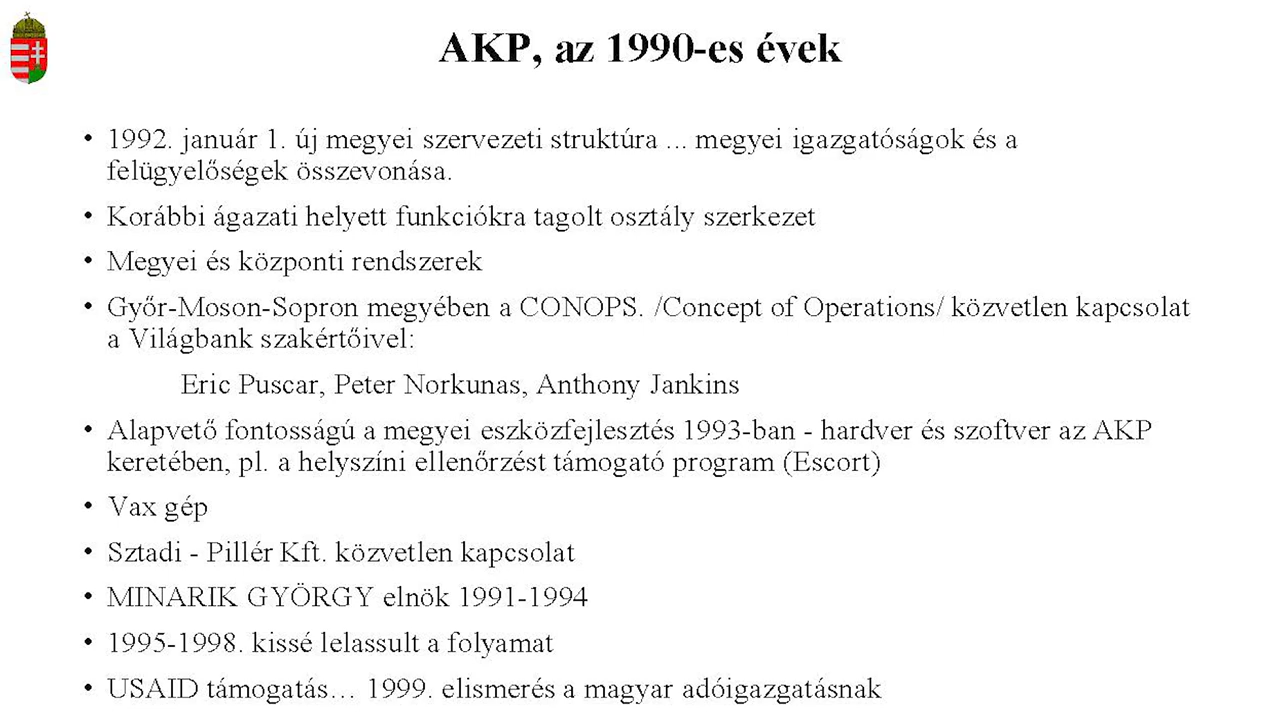 AKP, az 1990-es évek
• 1992. január 1. új megyei szervezeti struktúra ... megyei igazgatóságok és a
felügyelőségek összevonása.
• Korábbi ágazati helyett funkciókra tagolt osztály szerkezet
• Megyei és központi rendszerek
• Győr-Moson-Sopron megyében a CONOPS. /Concept of Operations/ közvetlen kapcsolat
a Világbank szakértőivel:
Eric Puscar, Peter Norkunas, Anthony Jankins
• Alapvető fontosságú a megyei eszközfejlesztés 1993-ban - hardver és szoftver az AKP
keretében, pl. a helyszíni ellenőrzést támogató program (Escort)
• Vax gép
• Sztadi - Pillér Kft. közvetlen kapcsolat
• MINARIK GYÖRGY elnök 1991-1994
• 1995-1998. kissé lelassult a folyamat
• USAID támogatás… 1999. elismerés a magyar adóigazgatásnak